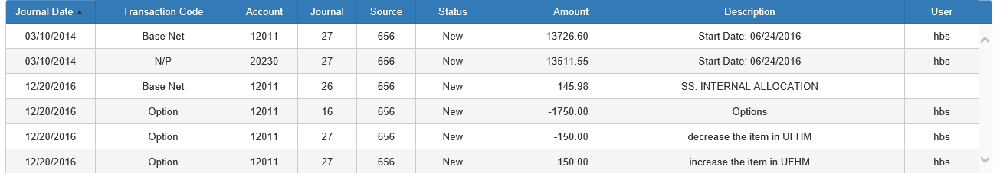 Journal Date Transaction Code Account Journal Source Status Amount Description User
03/10/2014 Base Net 12011 27 656 New 13726.60 Start Date: 06/24/2016 hbs
03/10/2014 N/P 20230 27 656 New 13511.55 Start Date: 06/24/2016 hbs
12/20/2016 Base Net 12011 26 656 New 145.98 SS: INTERNAL ALLOCATION
12/20/2016 Option 12011 16 656 New -1750.00 Options hbs
12/20/2016 Option 12011 27 656 New -150.00 decrease the item in UFHM hbs
12/20/2016 Option 12011 27 656 New 150.00 increase the item in UFHM hbs